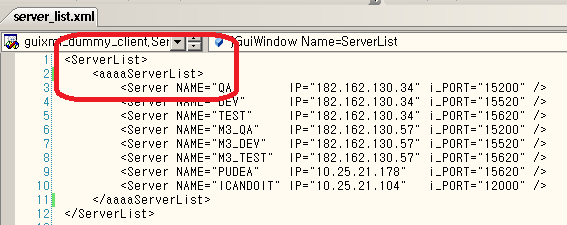 server_list.xml
guixml_dummy_client,Ser
}GuiWindow Name=ServerList
1 <ServerList>
2 <aaaaServerList>
3 <Server NAME="QA IP="182.162.130.34" i_PORT="15200" />
4 <Server NAME="DEV" IP="182.162.130.34" i_PORT="15520" />
5 <Server NAME="TEST" IP="182.162.130.34" i_PORT="15620" />
6 <Server NAME="M3_QA" IP="182.162.130.57" i_PORT="15200" />
7 <Server NAME="M3_DEV" IP="182.162.130.57" i_PORT="15520" />
8 <Server NAME="M3_TEST" IP="182.162.130.57" i_PORT="15620" />
9 <Server NAME="PUDEA" IP="10.25.21.178" i_PORT="15200" />
10 <Server NAME="ICANDOIT" IP="10.25.21.104" i_PORT="12000" />
11 </aaaaServerList>
12 </ServerList>